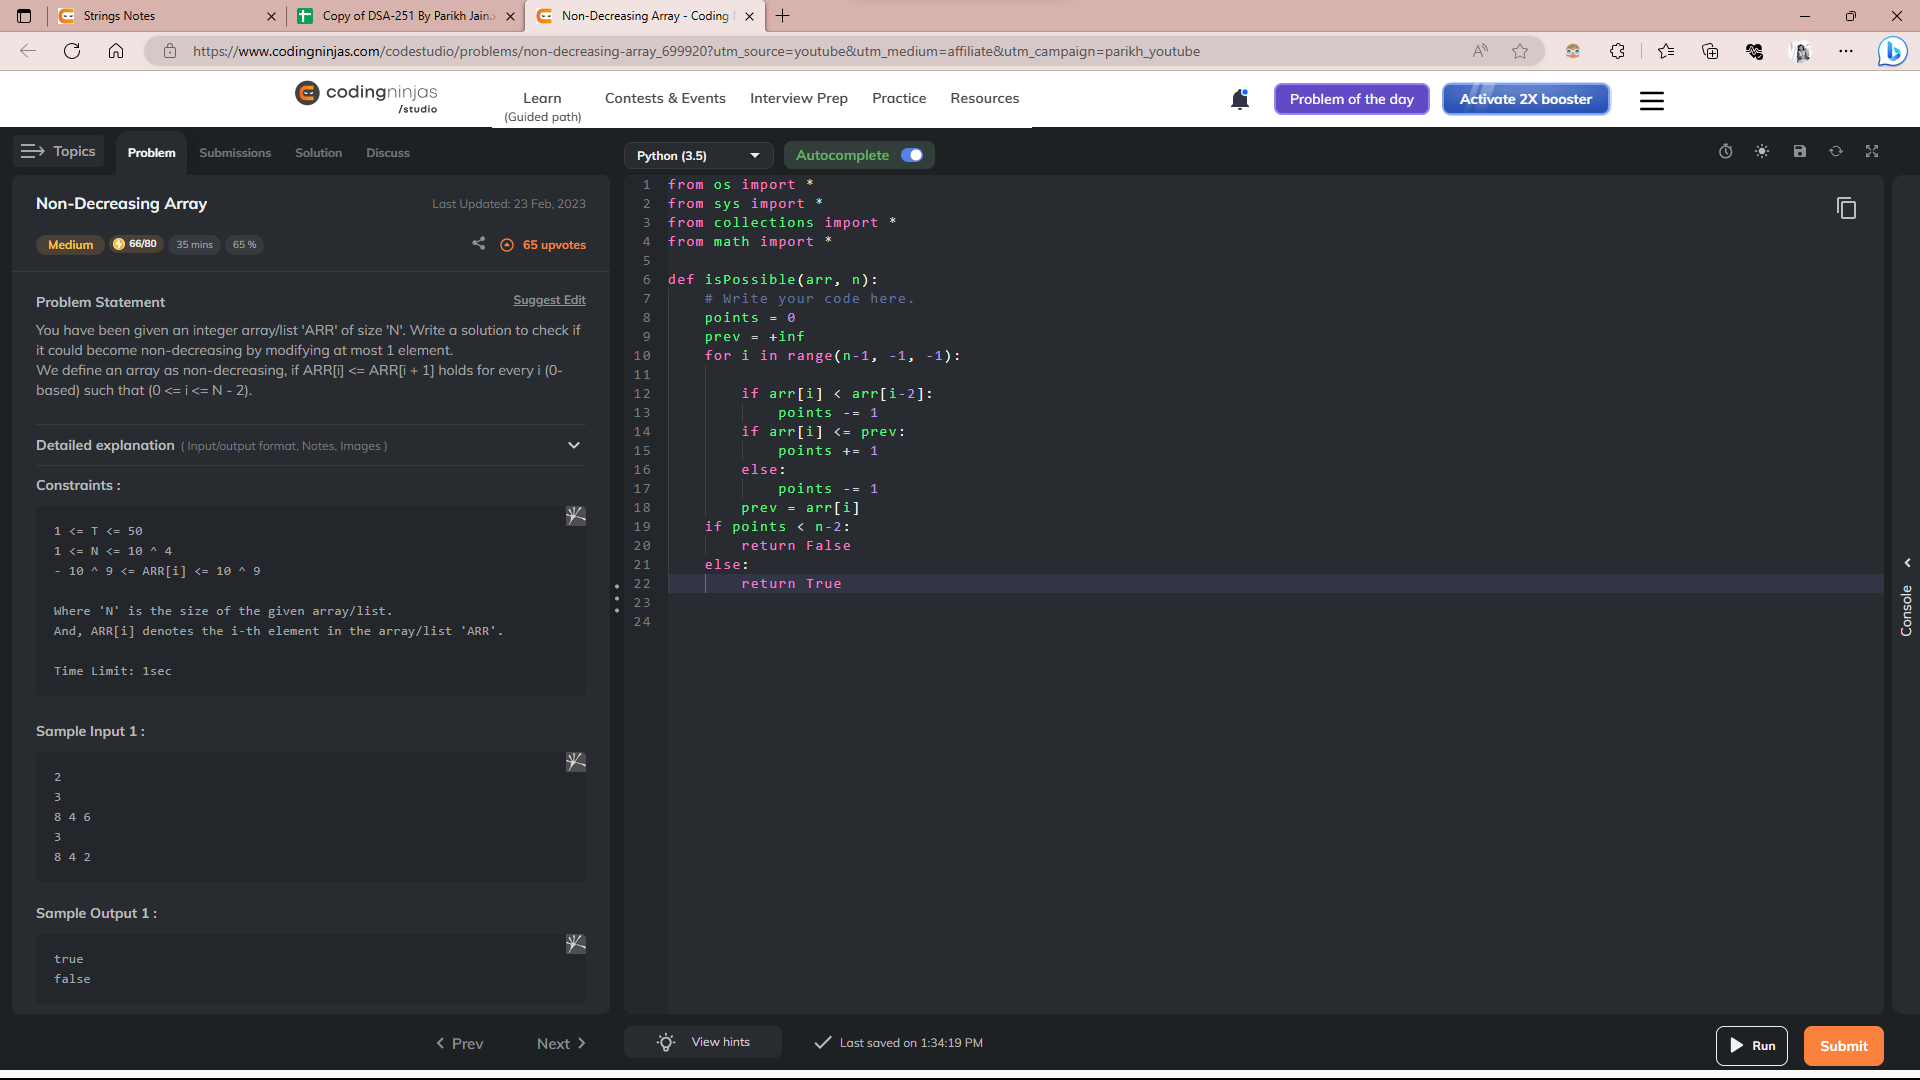 Strings Notes
Copy of DSA-251 By Parikh Jain.x
Non-Decreasing Array - Coding
https://www.codingninjas.com/codestudio/problems/non-decreasing-array_699920?utm_source=youtube&utm_medium=affiliate&utm_campaign=parikh_youtube
codingninjas
/studio
Learn
(Guided path)
Contests & Events
Interview Prep
Practice
Resources
Problem of the day
Activate 2X booster
Topics
Problem
Submissions
Solution
Discuss
Python (3.5)
Autocomplete
Non-Decreasing Array
Last Updated: 23 Feb, 2023
Medium
66/80
35 mins
65 %
65 upvotes
Problem Statement
Suggest Edit
You have been given an integer array/list 'ARR' of size 'N'. Write a solution to check if
it could become non-decreasing by modifying at most 1 element.
We define an array as non-decreasing, if ARR[i] <= ARR[i + 1] holds for every i (0-
based) such that (0 <= i <= N - 2).
Detailed explanation ( Input/output format, Notes, Images )
Constraints :
1 <= T <= 50
1 <= N <= 10 ^ 4
- 10 ^ 9 <= ARR[i] <= 10 ^ 9
Where 'N' is the size of the given array/list.
And, ARR[i] denotes the i-th element in the array/list 'ARR'.
Time Limit: 1sec
Sample Input 1 :
2
3
8 4 6
3
8 4 2
Sample Output 1 :
true
false
Prev
Next
1 from os import *
2 from sys import *
3 from collections import *
4 from math import *
5
6 def isPossible(arr, n):
7 # Write your code here.
8 points = 0
9 prev = +inf
10 for i in range(n-1, -1, -1):
11
12 if arr[i] < arr[i-2]:
13 points -= 1
14 if arr[i] <= prev:
15 points += 1
16 else:
17 points -= 1
18 prev = arr[i]
19 if points < n-2:
20 return False
21 else:
22 return True
23
24
Console
View hints
Last saved on 1:34:19 PM
Run
Submit